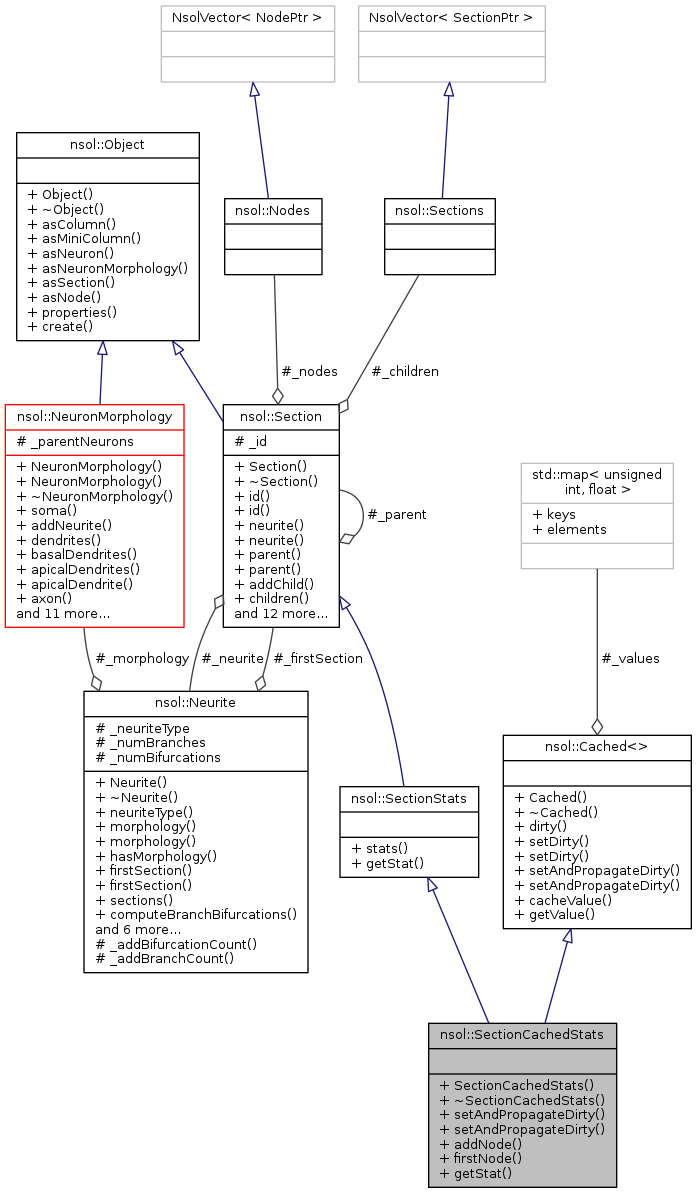 NsolVector< NodePtr >
NsolVector< SectionPtr >
nsol::Object
+ Object()
+ ~Object()
+ asColumn()
+ asMiniColumn()
+ asNeuron()
+ asNeuronMorphology()
+ asSection()
+ asNode()
+ properties()
+ create()
nsol::Nodes
nsol::Sections
#_nodes
#_children
nsol::NeuronMorphology
# _parentNeurons
+ NeuronMorphology()
+ NeuronMorphology()
+ ~NeuronMorphology()
+ soma()
+ addNeurite()
+ dendrites()
+ basalDendrites()
+ apicalDendrites()
+ apicalDendrite()
+ axon()
and 11 more...
nsol::Section
# _id
+ Section()
+ ~Section()
+ id()
+ id()
+ neurite()
+ neurite()
+ parent()
+ parent()
+ addChild()
+ children()
and 12 more...
#_parent
std::map< unsigned
int, float >
+ keys
+ elements
#_morphology
#_neurite
#_firstSection
#_values
nsol::Neurite
# _neuriteType
# _numBranches
# _numBifurcations
+ Neurite()
+ ~Neurite()
+ neuriteType()
+ morphology()
+ morphology()
+ hasMorphology()
+ firstSection()
+ firstSection()
+ sections()
+ computeBranchBifurcations()
and 6 more...
# _addBifurcationCount()
# _addBranchCount()
nsol::SectionStats
+ stats()
+ getStat()
nsol::Cached<>
+ Cached()
+ ~Cached()
+ dirty()
+ setDirty()
+ setDirty()
+ setAndPropagateDirty()
+ setAndPropagateDirty()
+ cacheValue()
+ getValue()
nsol::SectionCachedStats
+ SectionCachedStats()
+ ~SectionCachedStats()
+ setAndPropagateDirty()
+ setAndPropagateDirty()
+ addNode()
+ firstNode()
+ getStat()